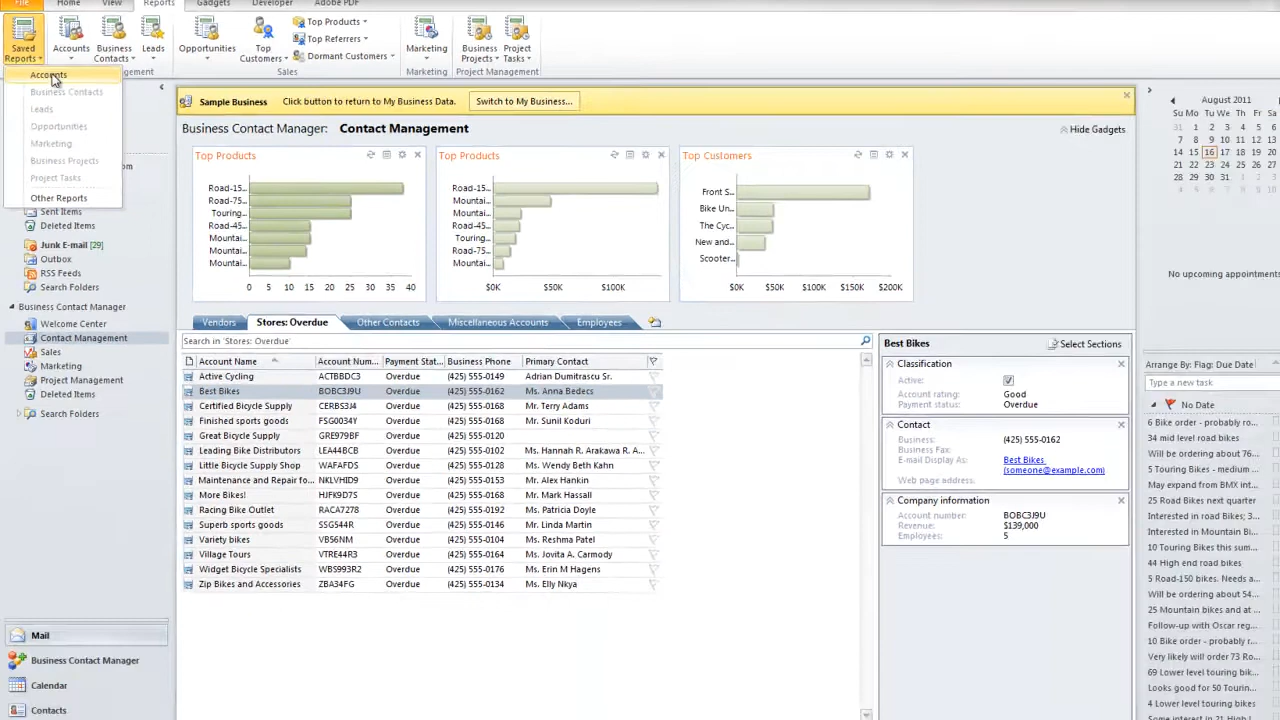 File Home View Reports Gadgets Developer Adobe PDF
Saved Reports
Accounts
Business Contacts
Leads
Opportunities
Top Customers
Top Products
Top Referrers
Dormant Customers
Marketing
Business Projects
Project Tasks
Sales
Marketing
Project Management
Accounts
Business Contacts
Leads
Opportunities
Marketing
Business Projects
Project Tasks
Other Reports
Sent Items
Deleted Items
Junk E-mail [29]
Outbox
RSS Feeds
Search Folders
Business Contact Manager
Welcome Center
Contact Management
Sales
Marketing
Project Management
Deleted Items
Search Folders
Mail
Business Contact Manager
Calendar
Contacts
Sample Business Click button to return to My Business Data. Switch to My Business...
Business Contact Manager: Contact Management
Hide Gadgets
Top Products
Road-15...
Road-75...
Touring...
Road-45...
Mountai...
Mountai...
Mountai...
0 5 10 15 20 25 30 35 40
Top Products
Road-15...
Mountai...
Mountai...
Road-45...
Touring...
Road-75...
Mountai...
$0K $50K $100K
Top Customers
Front S...
Bike Un...
The Cyc...
New and...
Scooter...
$0K $50K $100K $150K $200K
Vendors Stores: Overdue Other Contacts Miscellaneous Accounts Employees
Search in 'Stores: Overdue'
Account Name Account Num... Payment Stat... Business Phone Primary Contact
Active Cycling ACTBBDC3 Overdue (425) 555-0149 Adrian Dumitrascu Sr.
Best Bikes BOBC3J9U Overdue (425) 555-0162 Ms. Anna Bedecs
Certified Bicycle Supply CERBS3J4 Overdue (425) 555-0168 Mr. Terry Adams
Finished sports goods FSG0034Y Overdue (425) 555-0168 Mr. Sunil Koduri
Great Bicycle Supply GRE979BF Overdue (425) 555-0120
Leading Bike Distributors LEA44BCB Overdue (425) 555-0102 Ms. Hannah R. Arakawa R. A...
Little Bicycle Supply Shop WAFAFDS Overdue (425) 555-0128 Ms. Wendy Beth Kahn
Maintenance and Repair fo... NKLVHID9 Overdue (425) 555-0153 Mr. Alex Hankin
More Bikes! HJFK9D7S Overdue (425) 555-0168 Mr. Mark Hassall
Racing Bike Outlet RACA7278 Overdue (425) 555-0192 Ms. Patricia Doyle
Superb sports goods SSG544R Overdue (425) 555-0140 Mr. Linda Martin
Variety bikes VBS6NM Overdue (425) 555-0104 Ms. Reshma Patel
Village Tours VTRE44R3 Overdue (425) 555-0164 Ms. Jovita A. Carmody
Widget Bicycle Specialists WBS993R2 Overdue (425) 555-0176 Ms. Erin M Hagens
Zip Bikes and Accessories ZBA34FG Overdue (425) 555-0134 Ms. Elly Nkya
Best Bikes Select Sections
Classification
Active:
Account rating: Good
Payment status: Overdue
Contact
Business: (425) 555-0162
Business Fax:
E-mail Display As: Best Bikes
(someone@example.com)
Web page address:
Company information
Account number: BOBC3J9U
Revenue: $139,000
Employees: 5
August 2011
Su Mo Tu We Th Fr Sa
31 1 2 3 4 5 6
7 8 9 10 11 12 13
14 15 16 17 18 19 20
21 22 23 24 25 26 27
28 29 30 31 1 2 3
4 5 6 7 8 9 10
No upcoming appointments
Arrange By: Flag: Due Date
Type a new task
No Date
6 Bike order - probably ro...
34 mid level road bikes
Will be ordering about 76...
5 Touring Bikes - medium ...
May expand from BMX int...
25 Road Bikes next quarter
Interested in road Bikes; 3...
Interested in Mountain Bi...
10 Touring Bikes this sum...
44 High end road bikes
5 Road-150 bikes. Needs a...
Will be ordering about 54...
25 Mountain bikes and at ...
Follow-up with Oscar reg...
10 Bike order - probably r...
Very likely will order 73 Ro...
69 Lower level touring bik...
Looks good for 50 Tourin...
4 Lower level touring bikes